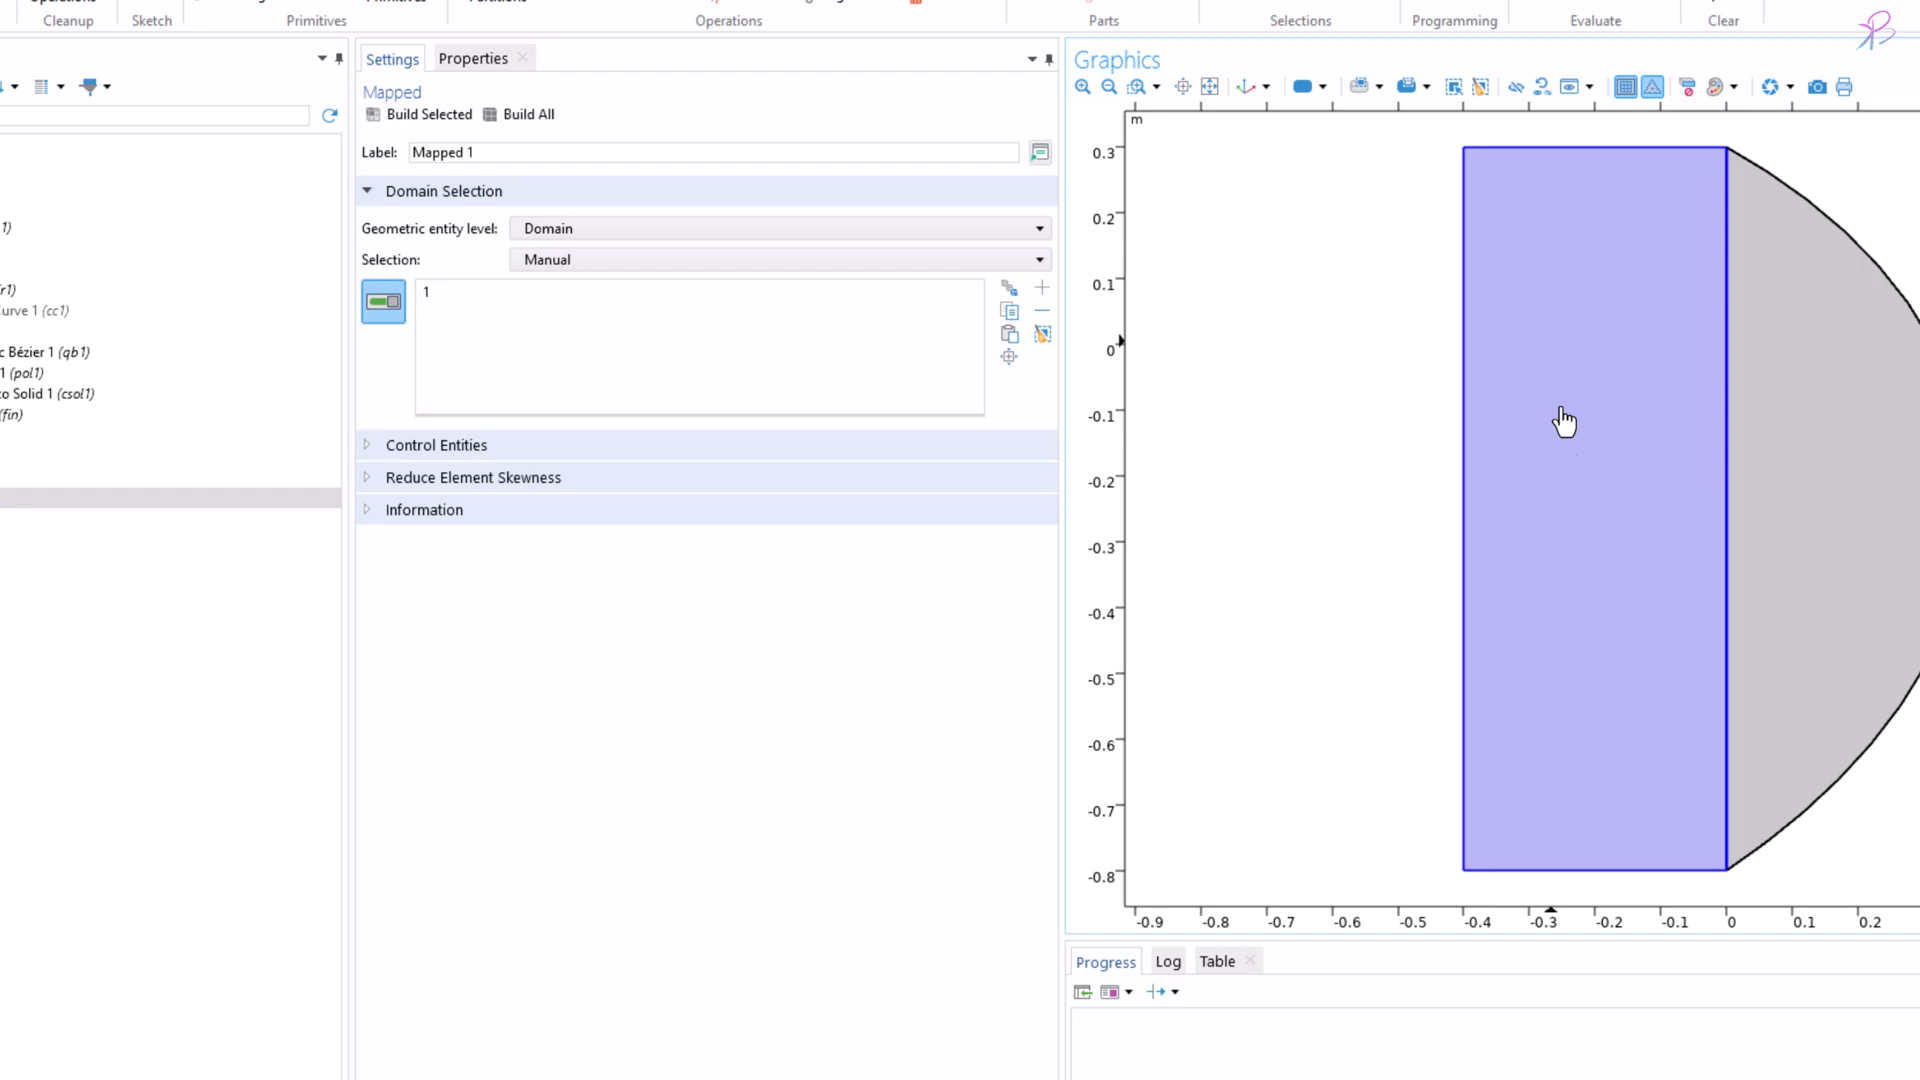 Cleanup Sketch Primitives Operations Parts Selections Programming Evaluate Clear
Settings Properties
Mapped
Build Selected Build All
Label: Mapped 1
Domain Selection
Geometric entity level: Domain
Selection: Manual
1
Control Entities
Reduce Element Skewness
Information
1)
r1)
urve 1 (cc1)
c Bézier 1 (qb1)
1 (pol1)
to Solid 1 (csol1)
(fin)
Graphics
m
0.3
0.2
0.1
0
-0.1
-0.2
-0.3
-0.4
-0.5
-0.6
-0.7
-0.8
-0.9 -0.8 -0.7 -0.6 -0.5 -0.4 -0.3 -0.2 -0.1 0 0.1 0.2
Progress Log Table